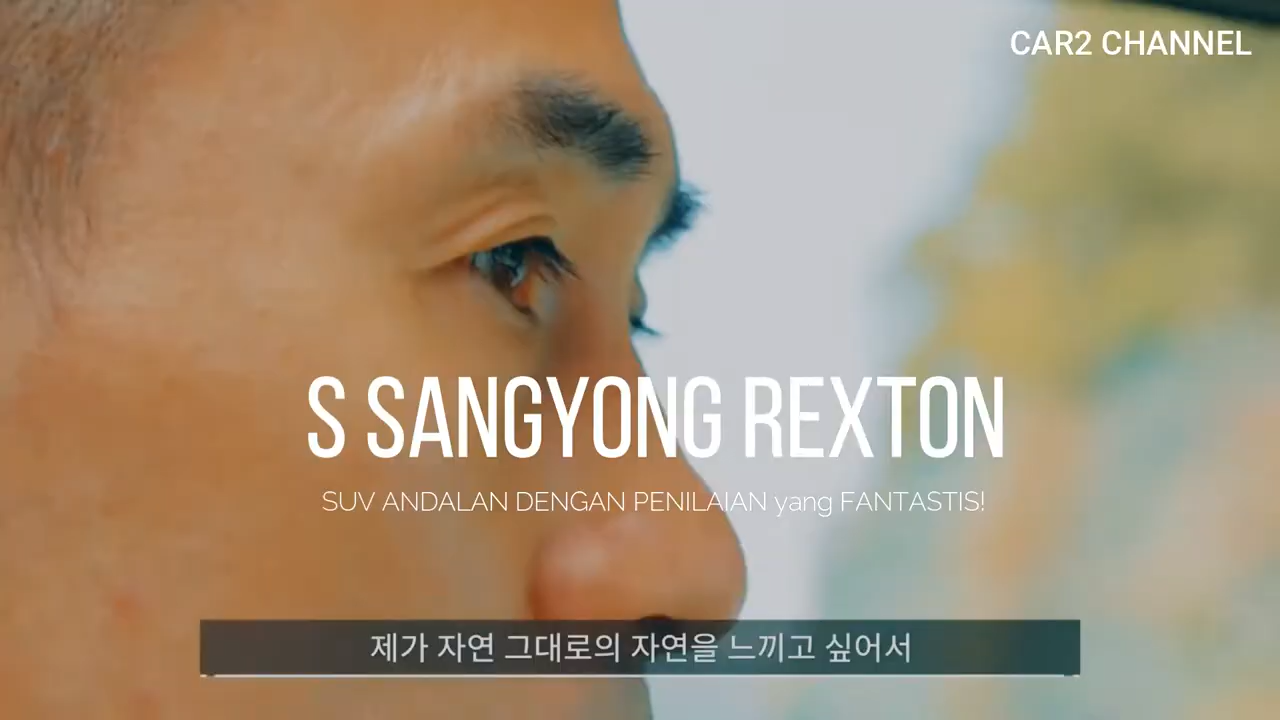 CAR2 CHANNEL
S SANGYONG REXTON
SUV ANDALAN DENGAN PENILAIAN yang FANTASTIS!
제가 자연 그대로의 자연을 느끼고 싶어서